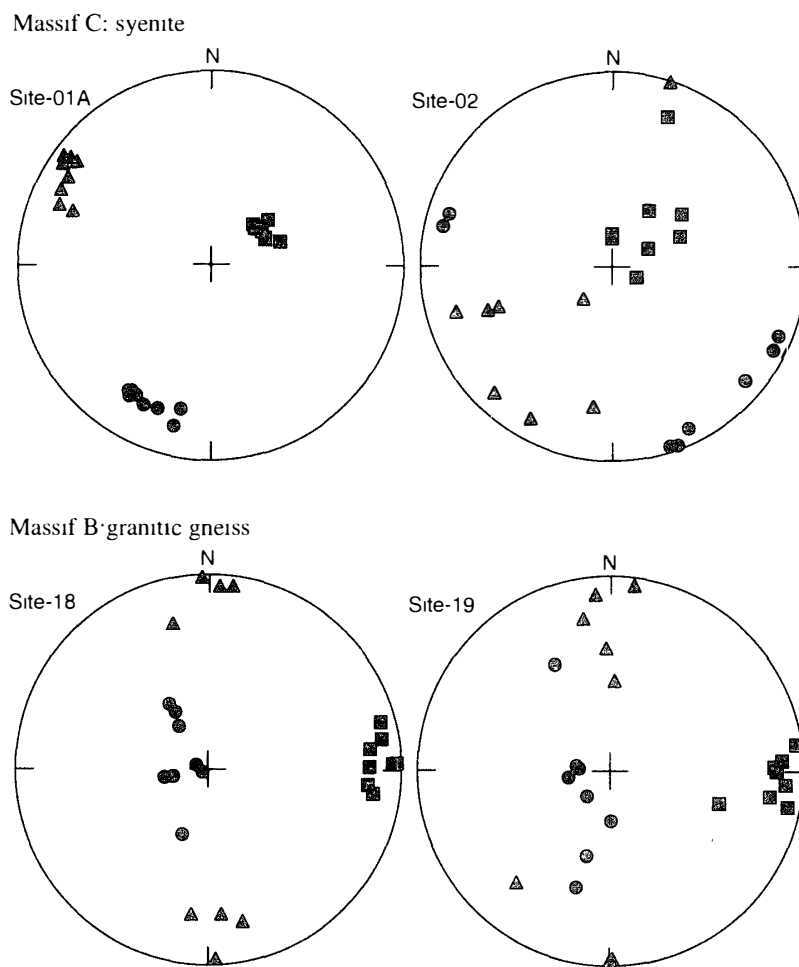 Massif C: syenite
N
N
Site-01A
Site-02
Massif B·granitic gneiss
N
N
Site-18
Site-19